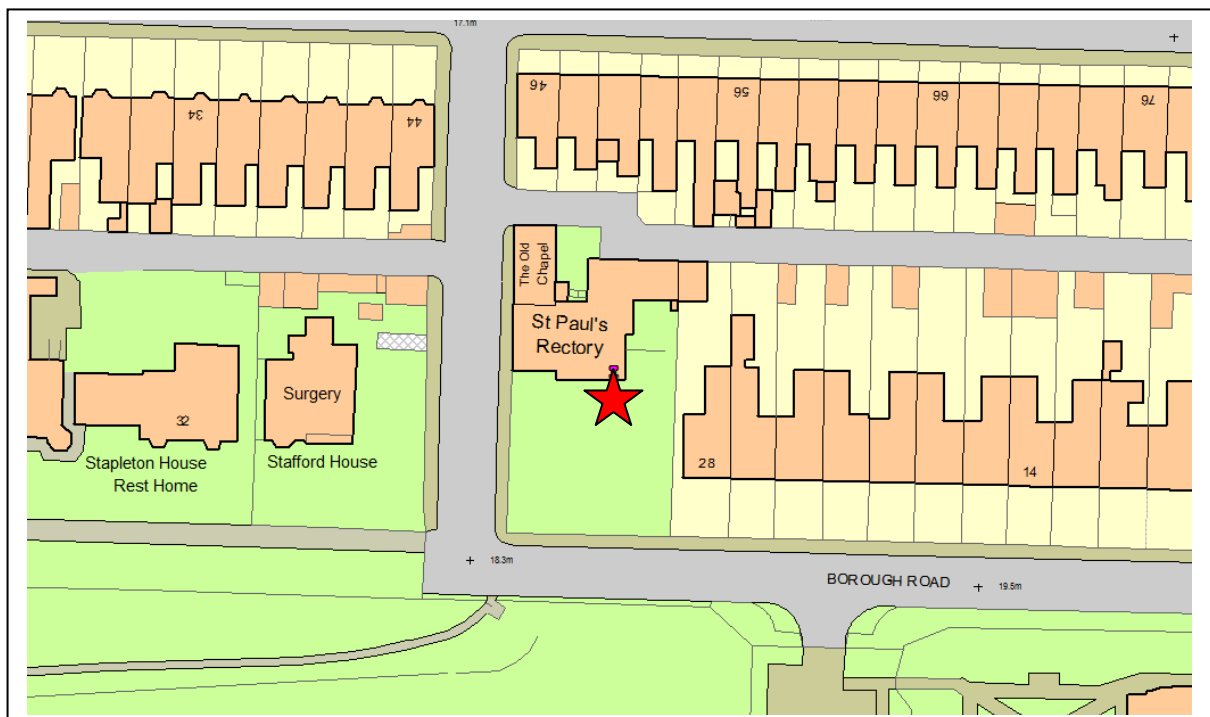 17.1m
46
56
66
76
34
44
The Old
Chapel
St Paul's
Rectory
Surgery
32
Stapleton House
Rest Home
Stafford House
28
14
18.3m
BOROUGH ROAD
19.5m